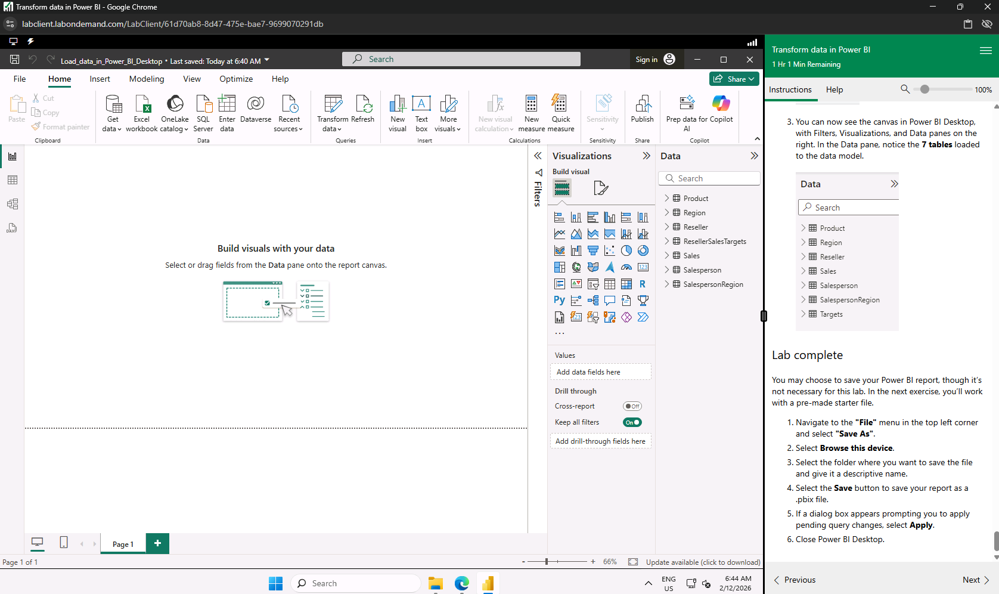 Transform data in Power BI - Google Chrome
labclient.labondemand.com/LabClient/61d70ab8-8d47-475e-bae7-9699070291db
Load_data_in_Power_BI_Desktop • Last saved: Today at 6:40 AM
Search
Sign in
File
Home
Insert
Modeling
View
Optimize
Help
Share
Paste
Cut
Copy
Format painter
Clipboard
Get data
Excel workbook
OneLake catalog
SQL Server
Enter data
Dataverse
Recent sources
Data
Transform data
Refresh
Queries
New visual
Text box
More visuals
Insert
New visual calculation
New measure
Quick measure
Calculations
Sensitivity
Sensitivity
Publish
Share
Prep data for AI
Copilot
Copilot
Build visuals with your data
Select or drag fields from the Data pane onto the report canvas.
Filters
Visualizations
Build visual
Values
Add data fields here
Drill through
Cross-report
Off
Keep all filters
On
Add drill-through fields here
Data
Search
Product
Region
Reseller
ResellerSalesTargets
Sales
Salesperson
SalespersonRegion
Page 1
Page 1 of 1
- + 66%
Update available (click to download)
Search
ENG
US
6:44 AM
2/12/2026
Transform data in Power BI
1 Hr 1 Min Remaining
Instructions
Help
100%
3. You can now see the canvas in Power BI Desktop,
with Filters, Visualizations, and Data panes on the
right. In the Data pane, notice the 7 tables loaded
to the data model.
Data
Search
Product
Region
Reseller
Sales
Salesperson
SalespersonRegion
Targets
Lab complete
You may choose to save your Power BI report, though it's
not necessary for this lab. In the next exercise, you'll work
with a pre-made starter file.
1. Navigate to the "File" menu in the top left corner
and select "Save As".
2. Select Browse this device.
3. Select the folder where you want to save the file
and give it a descriptive name.
4. Select the Save button to save your report as a
.pbix file.
5. If a dialog box appears prompting you to apply
pending query changes, select Apply.
6. Close Power BI Desktop.
Previous
Next